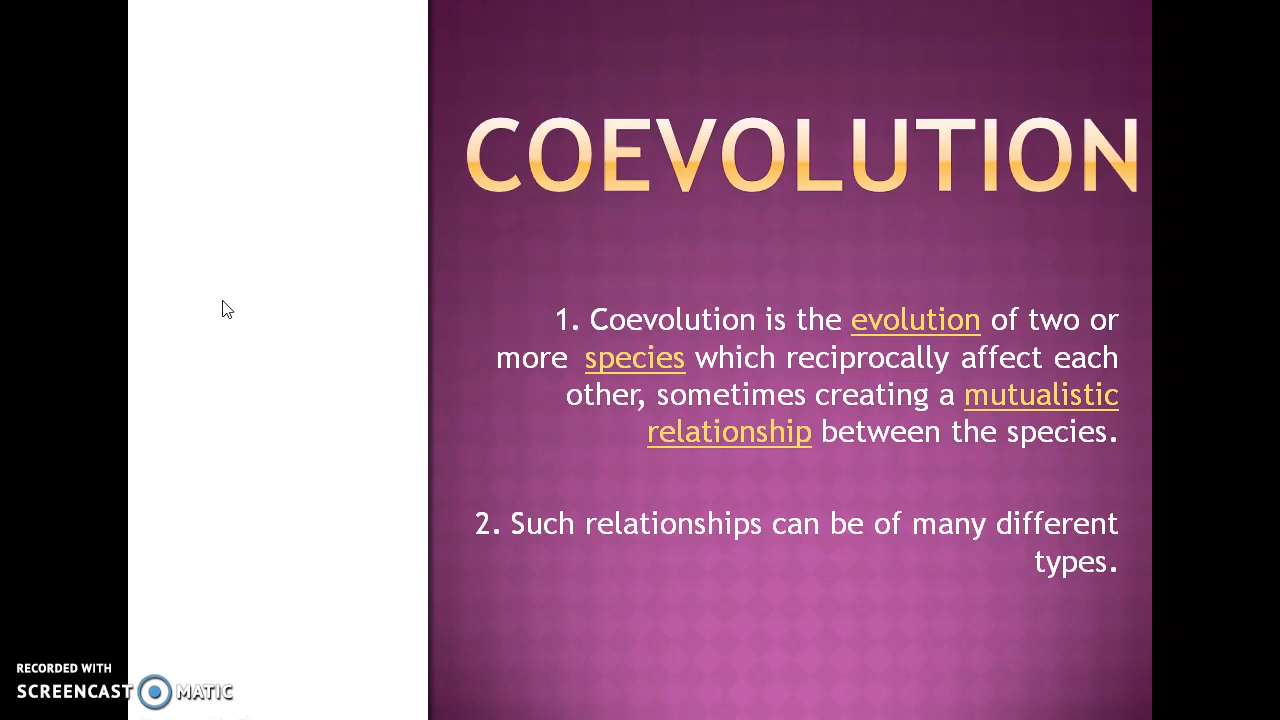 COEVOLUTION
1. Coevolution is the evolution of two or
more species which reciprocally affect each
other, sometimes creating a mutualistic
relationship between the species.
2. Such relationships can be of many different
types.
RECORDED WITH
SCREENCAST MATIC